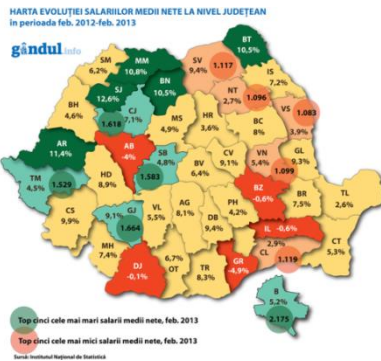 HARTA EVOLUȚIEI SALARIILOR MEDII NETE LA NIVEL JUDEȚEAN
în perioada feb. 2012-feb. 2013
gândul.info
BT
10,5%
SM
6,2%
MM
10,8%
SV
9,4%
1.117
IS
7,2%
SJ
12,6%
BN
10,5%
NT
2,7%
1.096
BH
4,6%
CJ
7,1%
1.618
MS
4,9%
HR
3,6%
BC
8%
VS
3,9%
1.083
AR
11,4%
AB
-4%
SB
4,8%
1.583
BV
6,4%
CV
9,1%
VN
5,4%
1.099
GL
9,3%
TM
4,5%
1.529
HD
8,9%
BZ
-0,6%
BR
7,5%
TL
2,6%
CS
9,9%
GJ
9,1%
1.664
VL
5,5%
AG
8,1%
DB
9,4%
PH
4,2%
IL -0,6%
MH
7,4%
DJ
-0,1%
6,7%
OT
TR
8,3%
GR
-4,9%
2,9%
CL
1.119
CT
5,3%
B
5,2%
2.175
Top cinci cele mai mari salarii medii nete, feb. 2013
Top cinci cele mai mici salarii medii nete, feb. 2013
Sursa: Institutul Național de Statistică